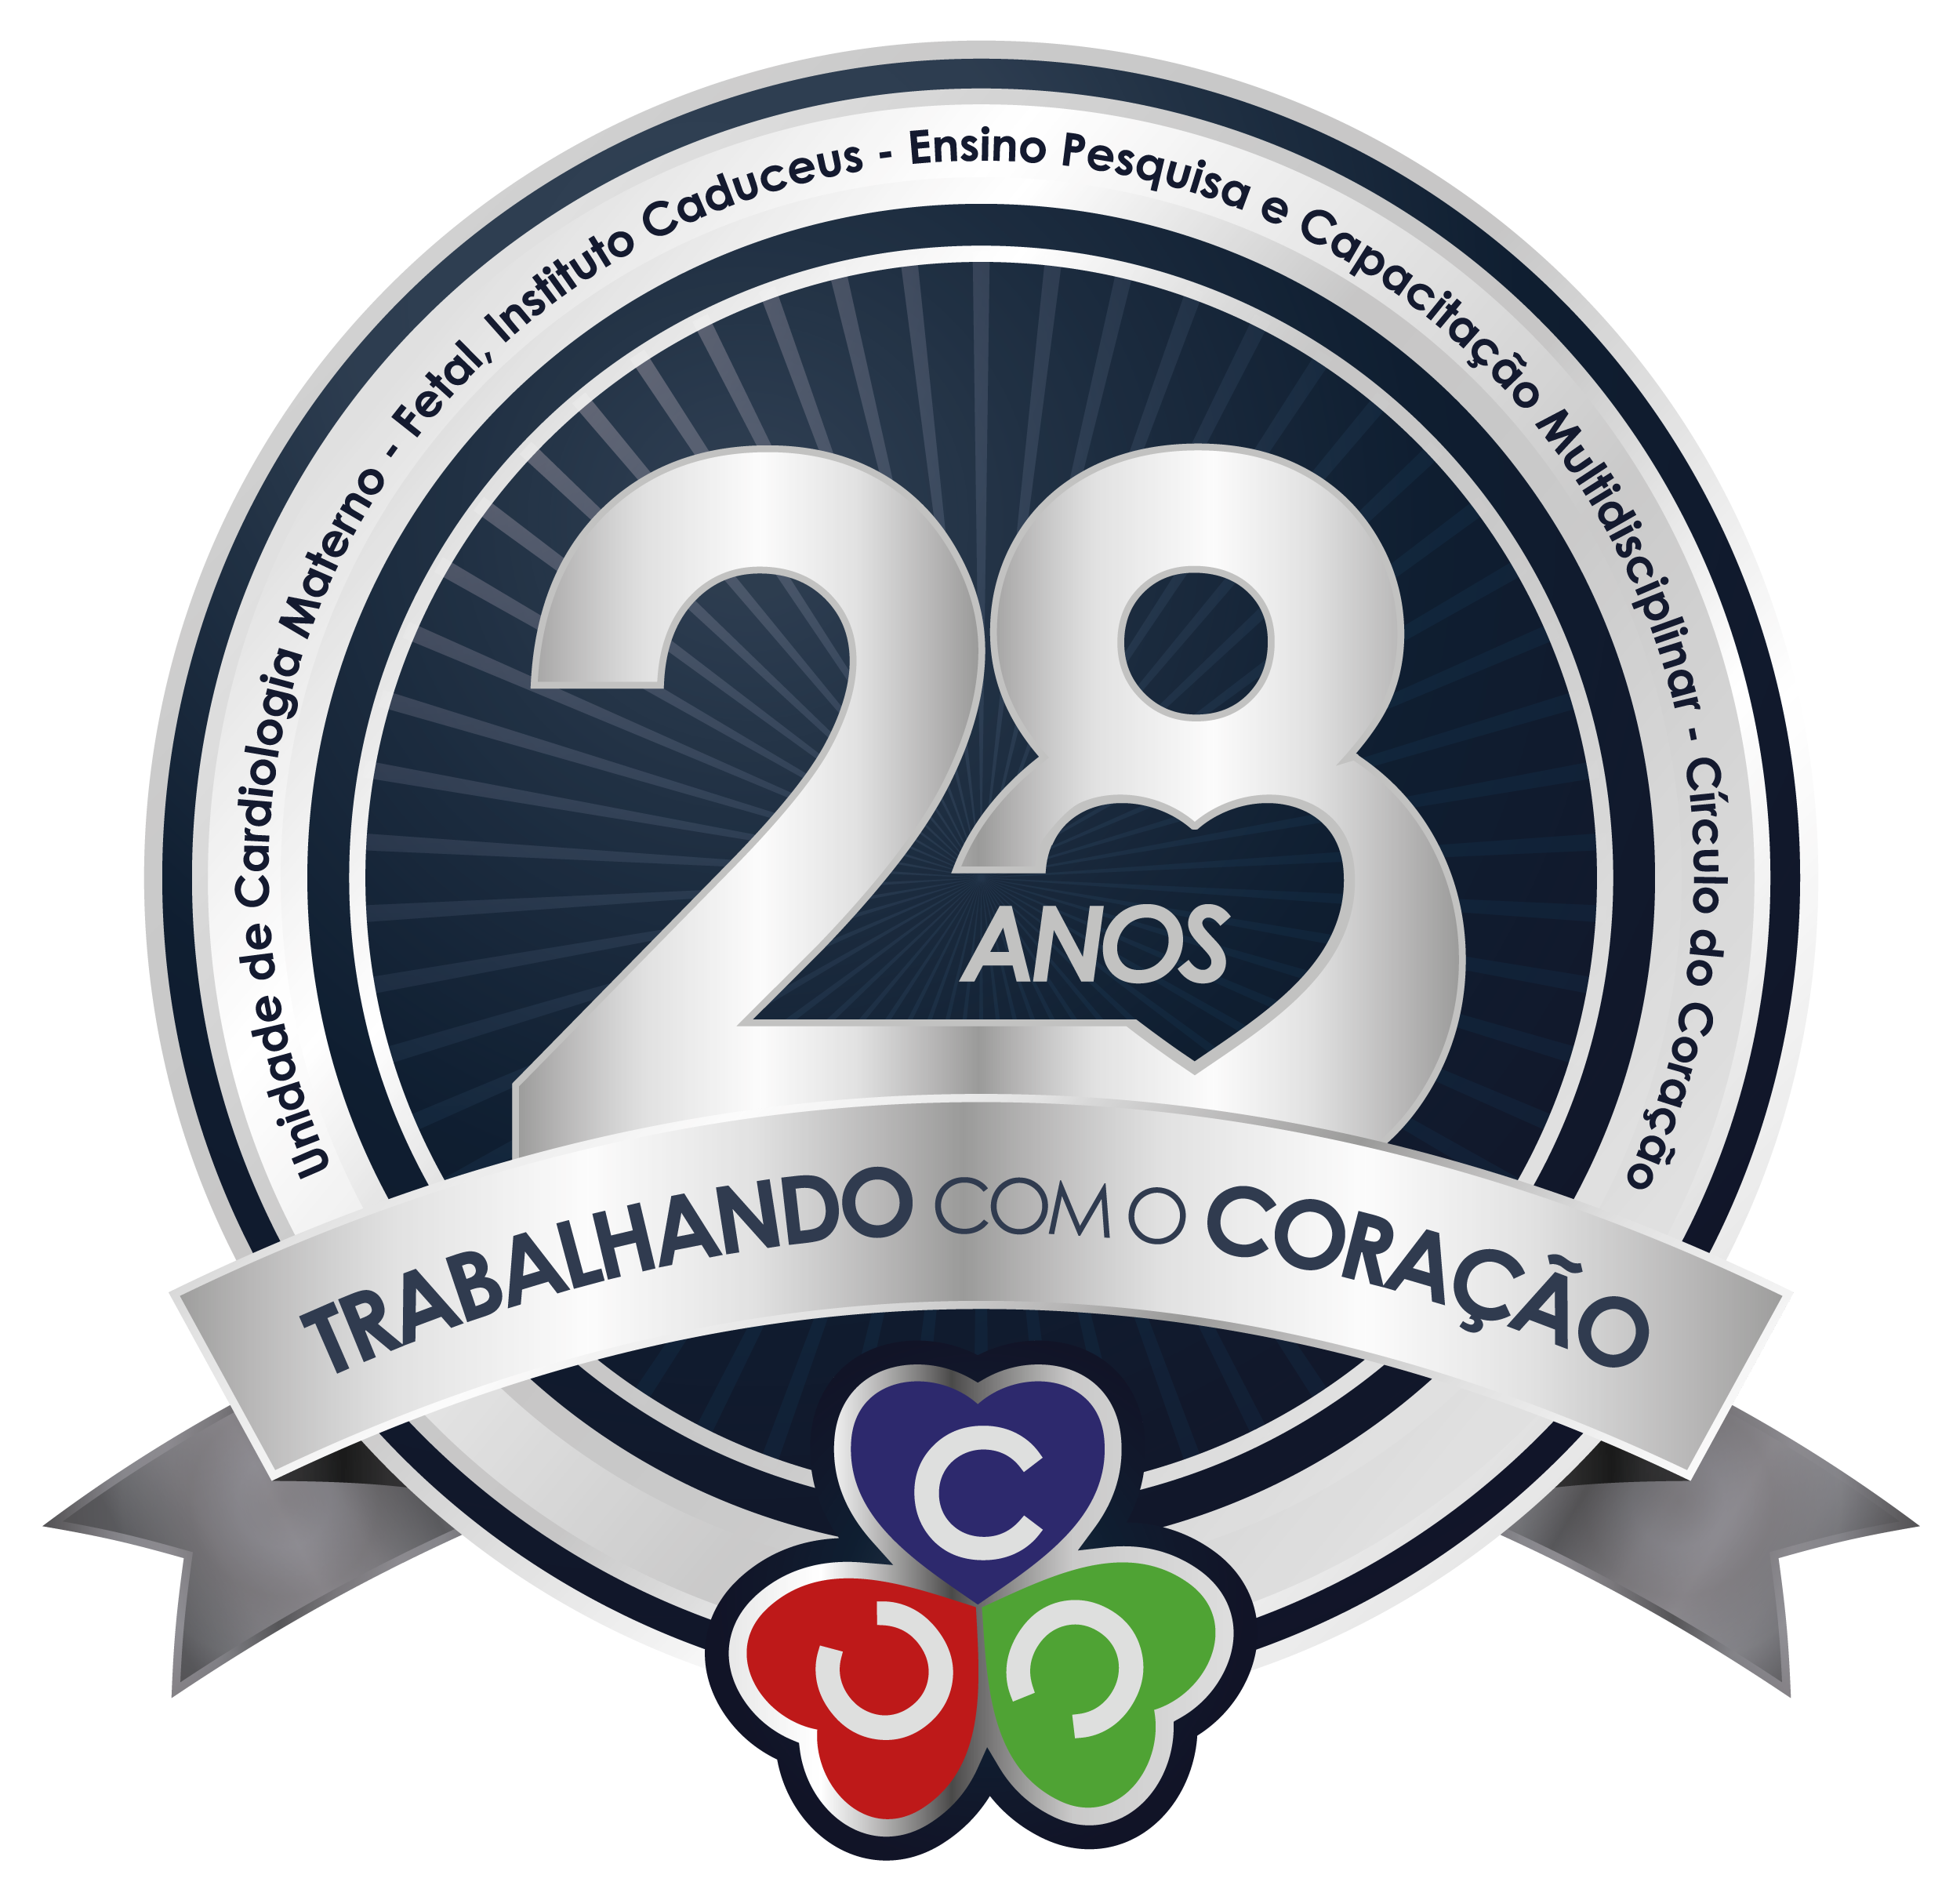 Unidade de Cardiologia Materno - Fetal, Instituto Caduceus - Ensino Pesquisa e Capacitação Multidisciplinar - Círculo do Coração
28
ANOS
TRABALHANDO COM O CORAÇÃO
C
C C